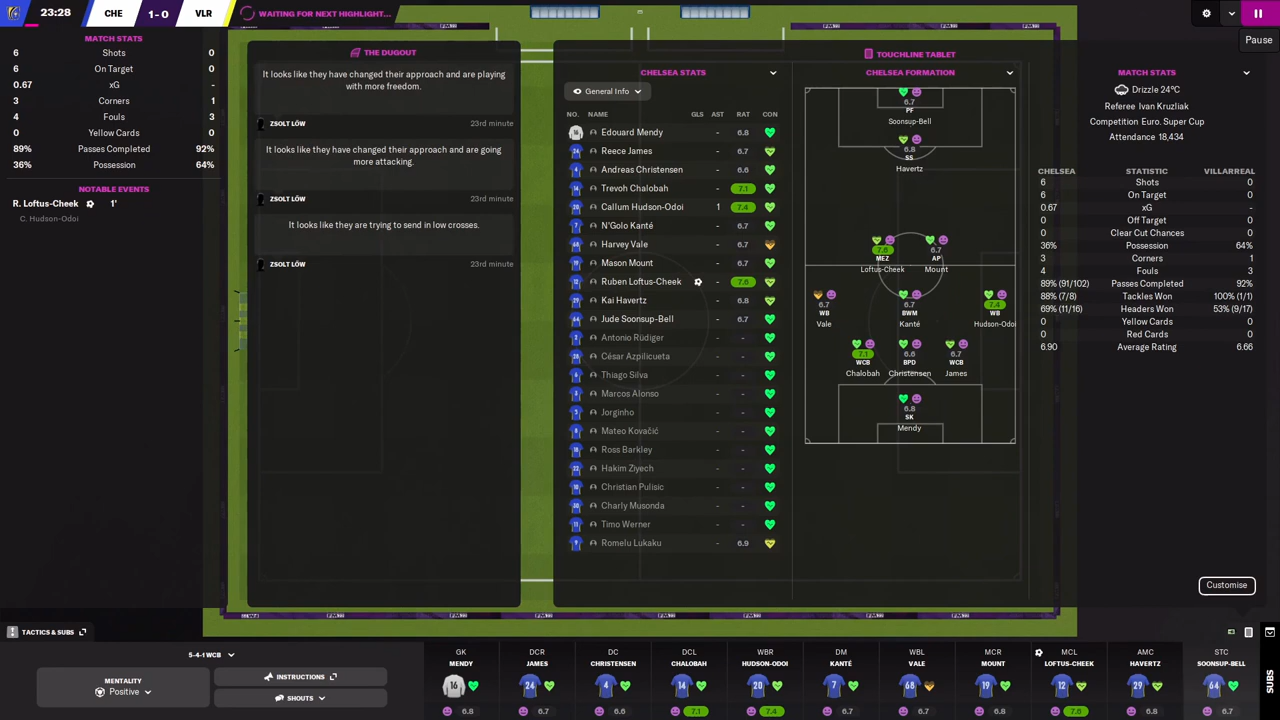 23:28
CHE
1 - 0
VLR
WAITING FOR NEXT HIGHLIGHT...
Pause
MATCH STATS
6 Shots 0
6 On Target 0
0.67 xG -
3 Corners 1
4 Fouls 3
0 Yellow Cards 0
89% Passes Completed 92%
36% Possession 64%
NOTABLE EVENTS
R. Loftus-Cheek 1'
C. Hudson-Odoi
THE DUGOUT
It looks like they have changed their approach and are playing
with more freedom.
ZSOLT LŐW 23rd minute
It looks like they have changed their approach and are going
more attacking.
ZSOLT LŐW 23rd minute
It looks like they are trying to send in low crosses.
ZSOLT LŐW 23rd minute
TOUCHLINE TABLET
CHELSEA STATS
General Info
NO. NAME GLS AST RAT CON
16 Edouard Mendy - 6.8
24 Reece James - - 6.7
4 Andreas Christensen - 6.6
14 Trevoh Chalobah - 7.1
20 Callum Hudson-Odoi 1 7.4
7 N'Golo Kanté - 6.7
68 Harvey Vale - 6.7
19 Mason Mount - 6.7
12 Ruben Loftus-Cheek - 7.6
29 Kai Havertz - 6.8
64 Jude Soonsup-Bell - 6.7
Antonio Rüdiger - -
César Azpilicueta - -
Thiago Silva - -
Marcos Alonso - -
Jorginho - -
Mateo Kovačić - -
Ross Barkley - -
Hakim Ziyech - -
Christian Pulisic - -
Charly Musonda - -
Timo Werner - -
Romelu Lukaku - 6.9
CHELSEA FORMATION
6.7
PF
Soonsup-Bell
6.8
SS
Havertz
7.6 6.7
MEZ AP
Loftus-Cheek Mount
6.7 6.7 7.4
WB BWM WB
Vale Kanté Hudson-Odoi
7.1 6.6 6.7
WCB BPD WCB
Chalobah Christensen James
6.8
SK
Mendy
MATCH STATS
Drizzle 24°C
Referee Ivan Kruzliak
Competition Euro. Super Cup
Attendance 18,434
CHELSEA STATISTIC VILLARREAL
6 Shots 0
6 On Target 0
0.67 xG -
0 Off Target 0
0 Clear Cut Chances 0
36% Possession 64%
3 Corners 1
4 Fouls 3
89% (91/102) Passes Completed 92%
88% (7/8) Tackles Won 100% (1/1)
69% (11/16) Headers Won 53% (9/17)
0 Yellow Cards 0
0 Red Cards 0
6.90 Average Rating 6.66
Customise
TACTICS & SUBS
5-4-1 WCB
MENTALITY
Positive
INSTRUCTIONS
SHOUTS
GK DCR DC DCL WBR DM WBL MCR MCL AMC STC
MENDY JAMES CHRISTENSEN CHALOBAH HUDSON-ODOI KANTÉ VALE MOUNT LOFTUS-CHEEK HAVERTZ SOONSUP-BELL
16 24 4 14 20 7 68 19 12 29 64
6.8 6.7 6.6 7.1 7.4 6.7 6.7 6.8 7.6 6.8 6.7
SUBS